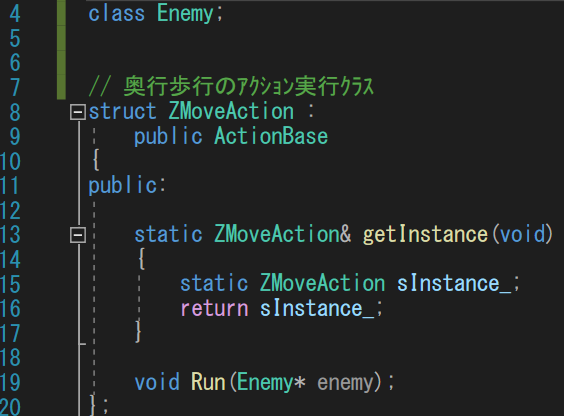 4 class Enemy;
5
6
7 // 奥行歩行のｱｸｼｮﾝ実行ｸﾗｽ
8 struct ZMoveAction :
9 public ActionBase
10 {
11 public:
12
13 static ZMoveAction& getInstance(void)
14 {
15 static ZMoveAction sInstance_;
16 return sInstance_;
17 }
18
19 void Run(Enemy* enemy);
20 };